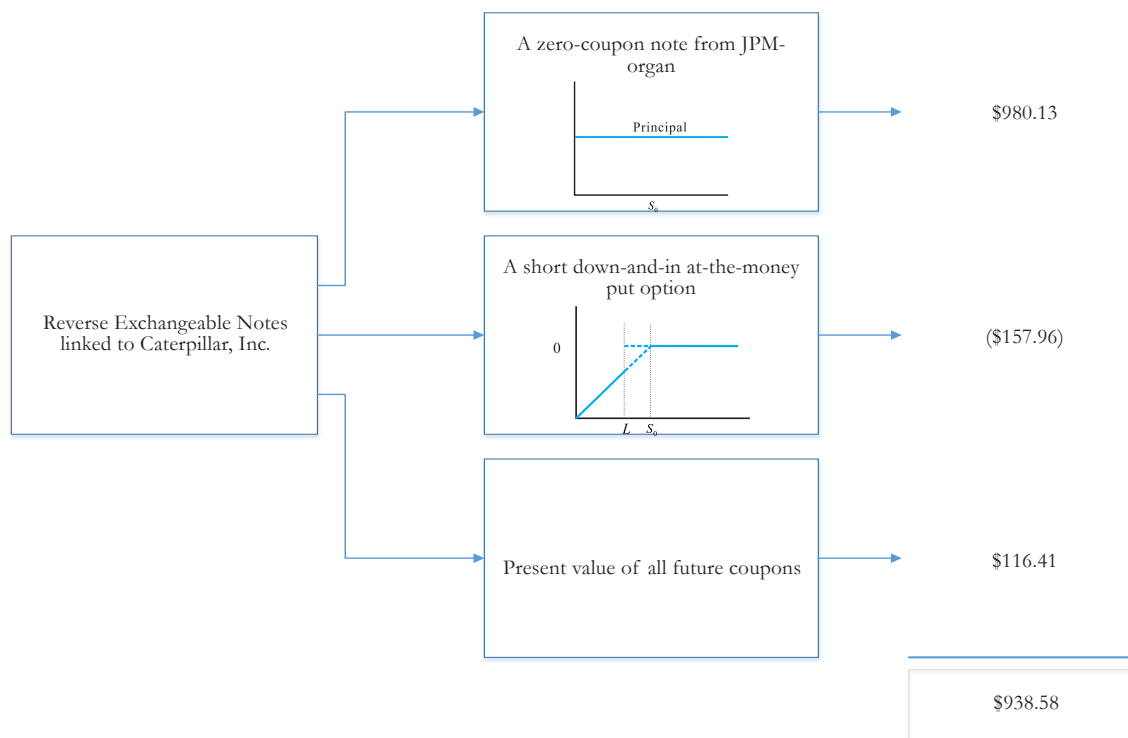 A zero-coupon note from JPM-
organ
Principal
S₀
$980.13
Reverse Exchangeable Notes
linked to Caterpillar, Inc.
A short down-and-in at-the-money
put option
0
L S₀
($157.96)
Present value of all future coupons
$116.41
$938.58